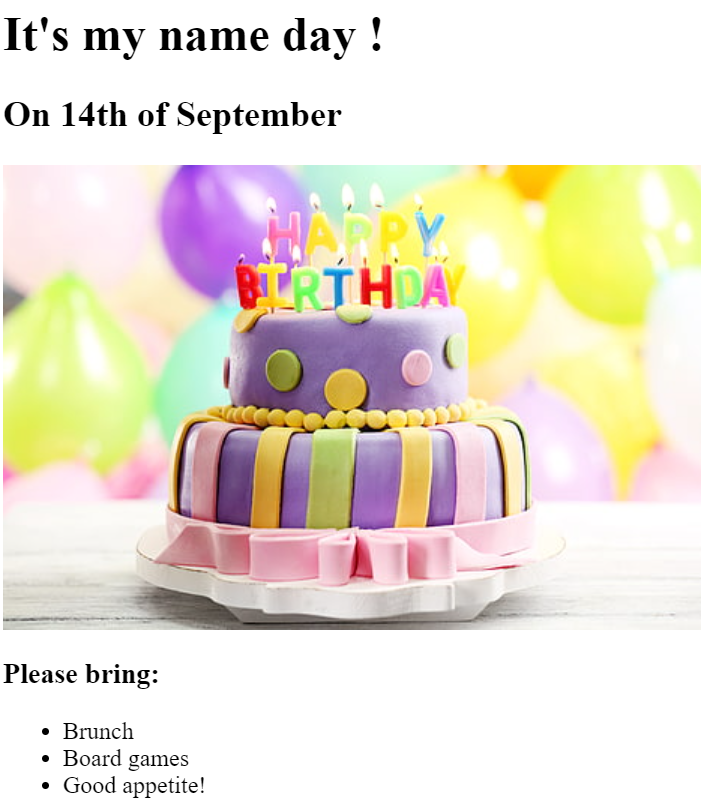 It's my name day !
On 14th of September
HAPPY
BIRTHDAY
Please bring:
Brunch
Board games
Good appetite!